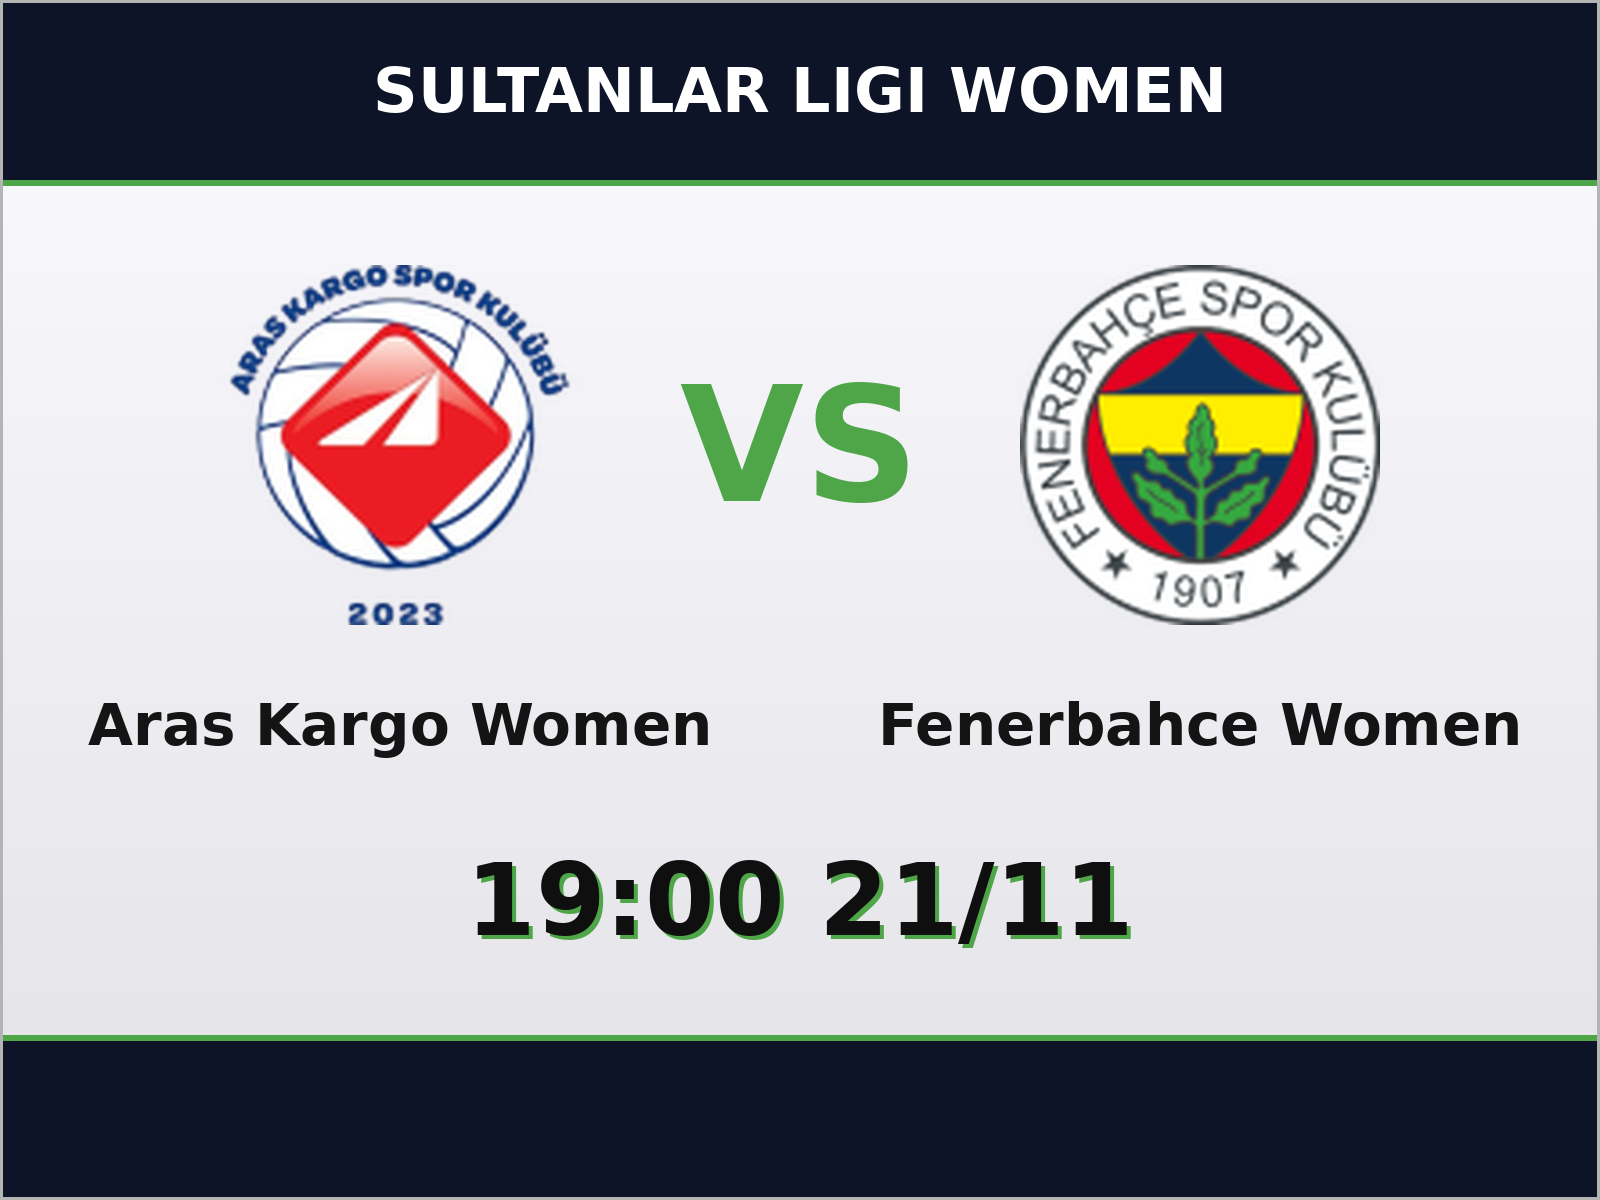 SULTANLAR LIGI WOMEN
ARAS KARGO SPOR KULÜBÜ
2023
VS
FENERBAHÇE SPOR KULÜBÜ
★ 1907 ★
Aras Kargo Women
Fenerbahce Women
19:00 21/11